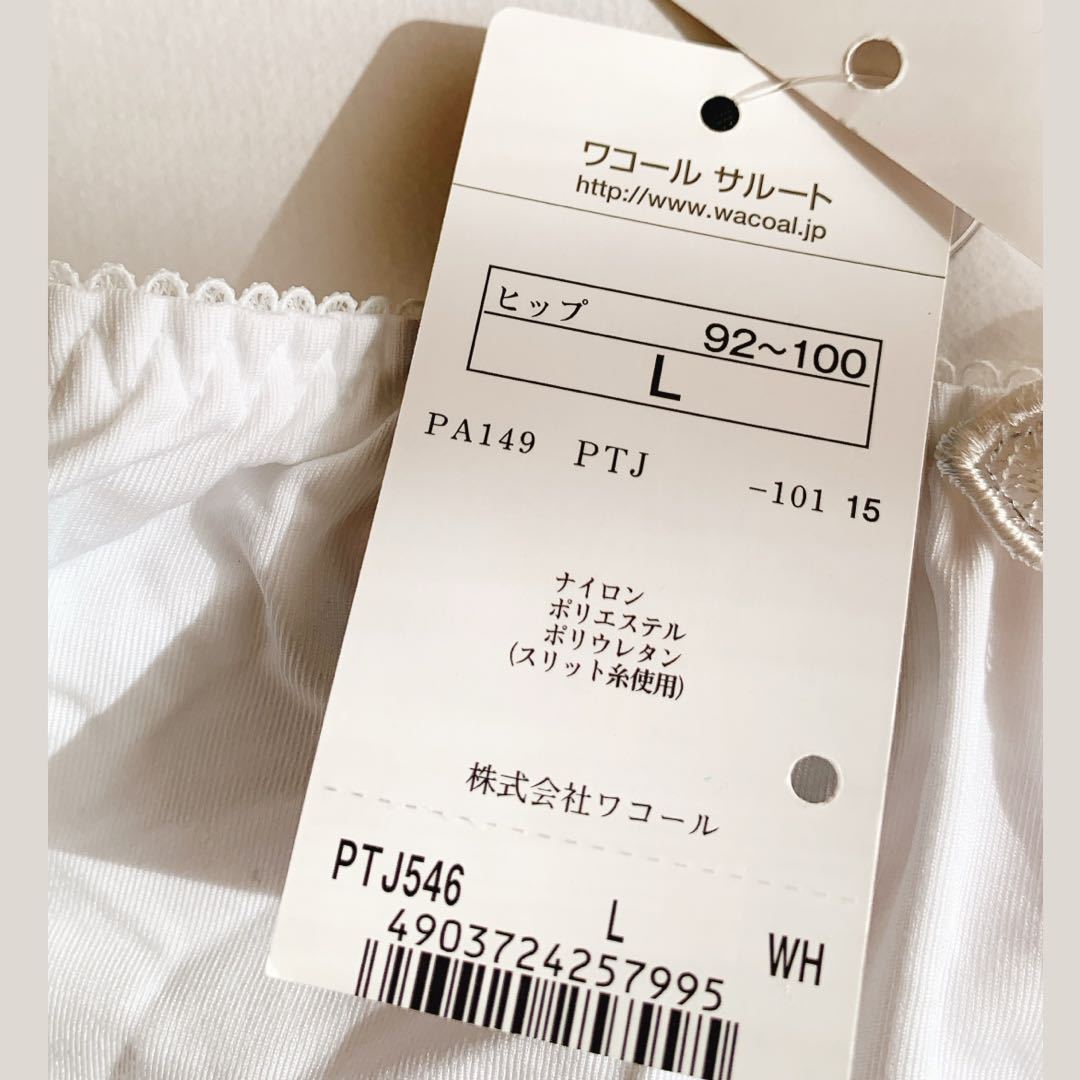 ワコール サルート
http://www.wacoal.jp
ヒップ 92~100
L
PA149 PTJ -101 15
ナイロン
ポリエステル
ポリウレタン
(スリット糸使用)
株式会社ワコール
PTJ546 L WH
4903724257995